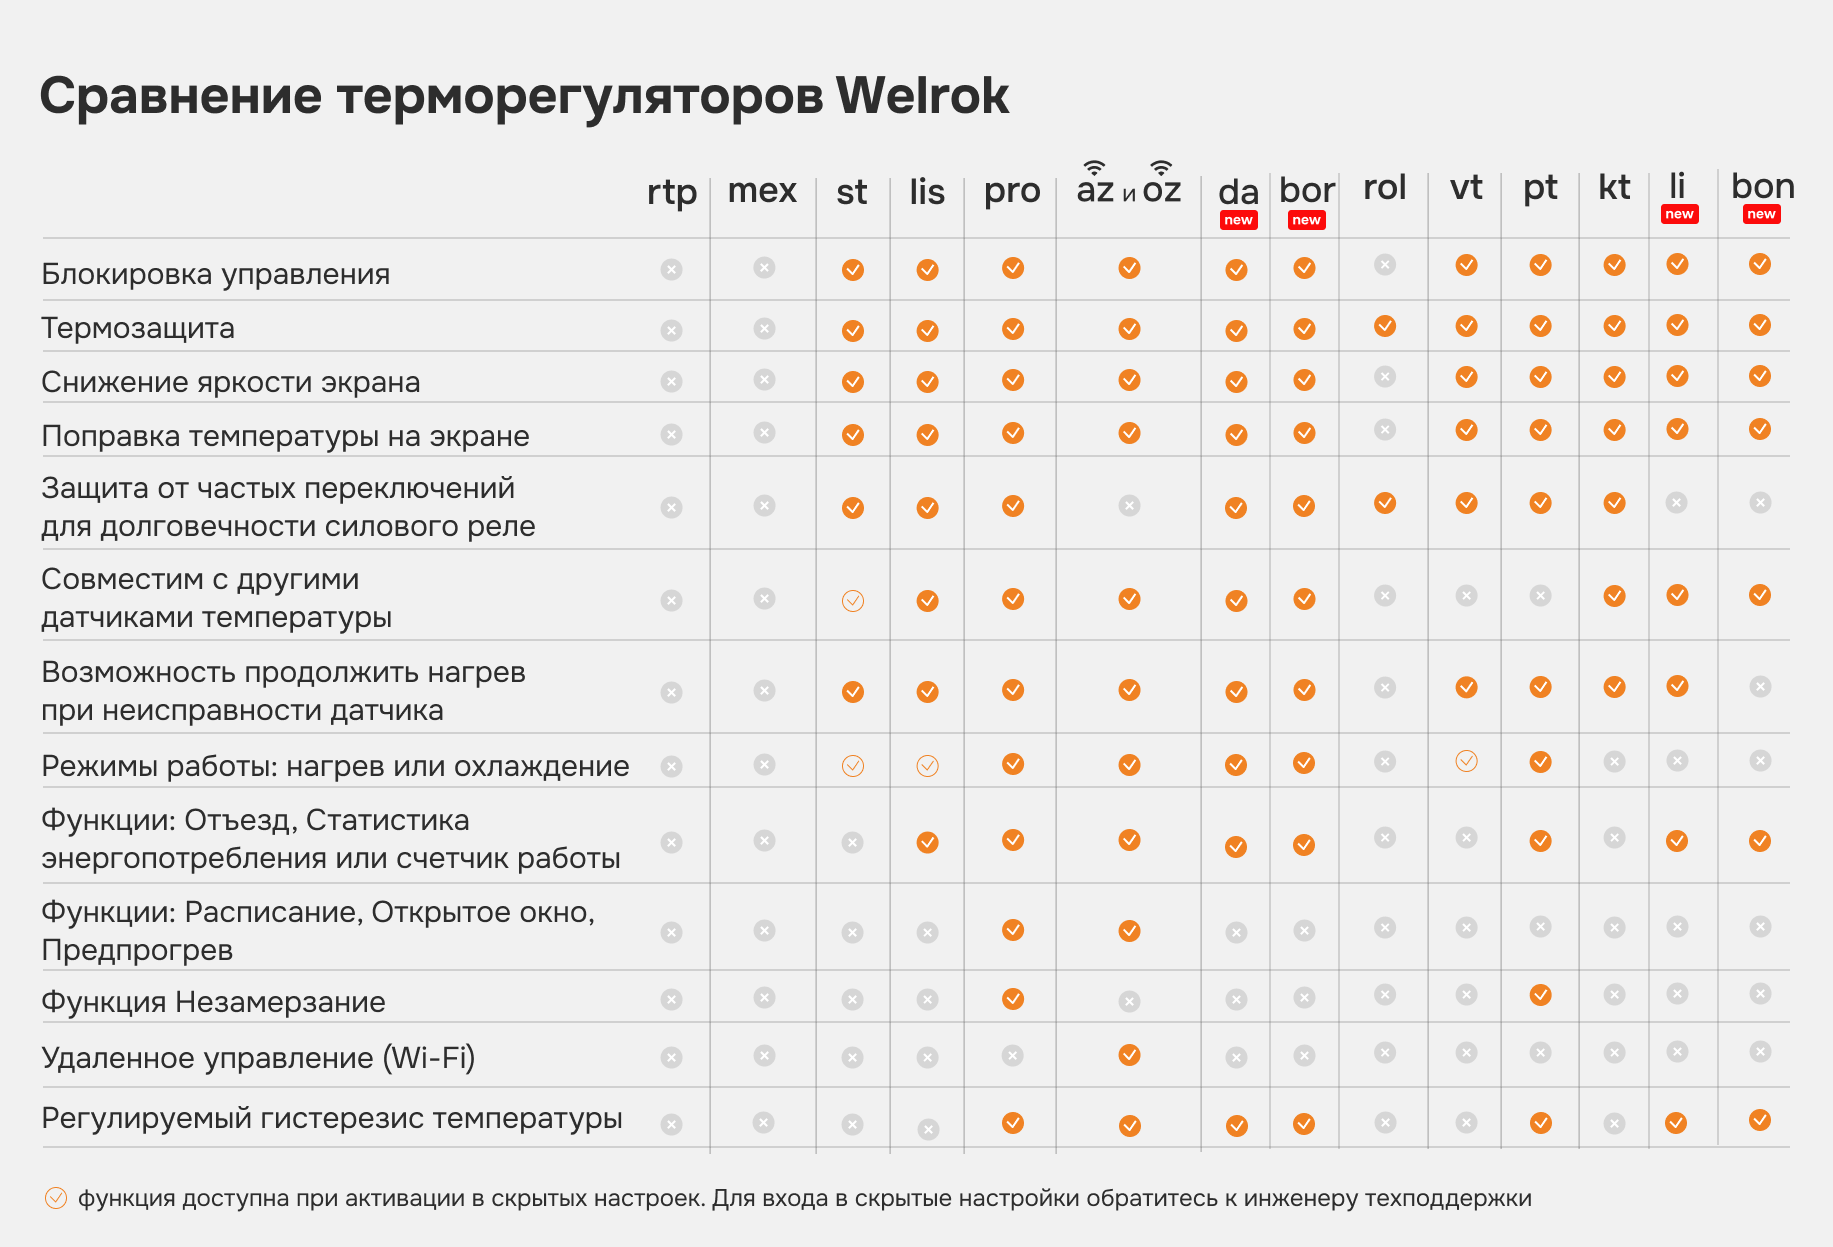 Сравнение терморегуляторов Welrok
rtp mex st lis pro az и oz da bor rol vt pt kt li bon
new new new new
Блокировка управления
Термозащита
Снижение яркости экрана
Поправка температуры на экране
Защита от частых переключений
для долговечности силового реле
Совместим с другими
датчиками температуры
Возможность продолжить нагрев
при неисправности датчика
Режимы работы: нагрев или охлаждение
Функции: Отъезд, Статистика
энергопотребления или счетчик работы
Функции: Расписание, Открытое окно,
Предпрогрев
Функция Незамерзание
Удаленное управление (Wi-Fi)
Регулируемый гистерезис температуры
функция доступна при активации в скрытых настроек. Для входа в скрытые настройки обратитесь к инженеру техподдержки